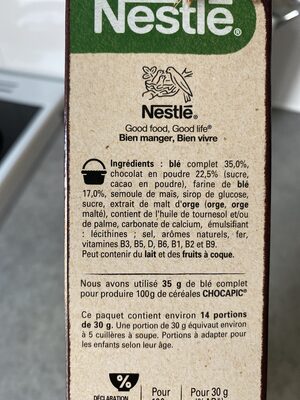 Nestlé®
Nestlé®
Good food, Good life®
Bien manger, Bien vivre
Ingrédients : blé complet 35,0%,
chocolat en poudre 22,5% (sucre,
cacao en poudre), farine de blé
17,0%, semoule de maïs, sirop de glucose,
sucre, extrait de malt d'orge (orge, orge
malté), contient de l'huile de tournesol et/ou
de palme, carbonate de calcium, émulsifiant
: lécithines ; sel, arômes naturels, fer,
vitamines B3, B5, D, B6, B1, B2 et B9.
Peut contenir du lait et des fruits à coque.
Nous avons utilisé 35 g de blé complet
pour produire 100g de céréales CHOCAPIC®
Ce paquet contient environ 14 portions
de 30 g. Une portion de 30 g équivaut environ
à 5 cuillères à soupe. Portions à adapter pour
les enfants selon leur âge.
%
DÉCLARATION
Pour
Pour 30 g